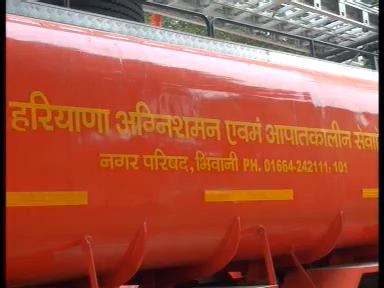 हरियाणा अग्निशमन एवमं आपातकालीन सेवा
नगर परिषद, भिवानी PH. 01664-242111, 101